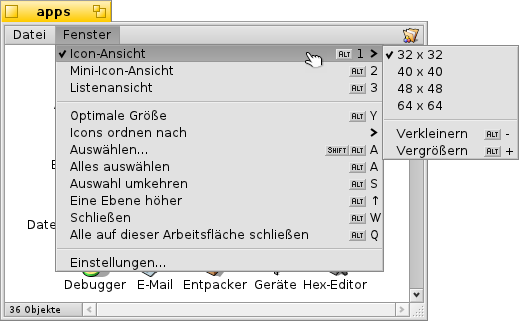 apps
Datei Fenster
Icon-Ansicht ALT 1
Mini-Icon-Ansicht ALT 2
Listenansicht ALT 3
Optimale Größe ALT Y
Icons ordnen nach
Auswählen... SHIFT ALT A
Alles auswählen ALT A
Auswahl umkehren ALT S
Eine Ebene höher ALT ↑
Schließen ALT W
Alle auf dieser Arbeitsfläche schließen ALT Q
Einstellungen...
32 x 32
40 x 40
48 x 48
64 x 64
Verkleinern ALT -
Vergrößern ALT +
Debugger E-Mail Entpacker Geräte Hex-Editor
36 Objekte